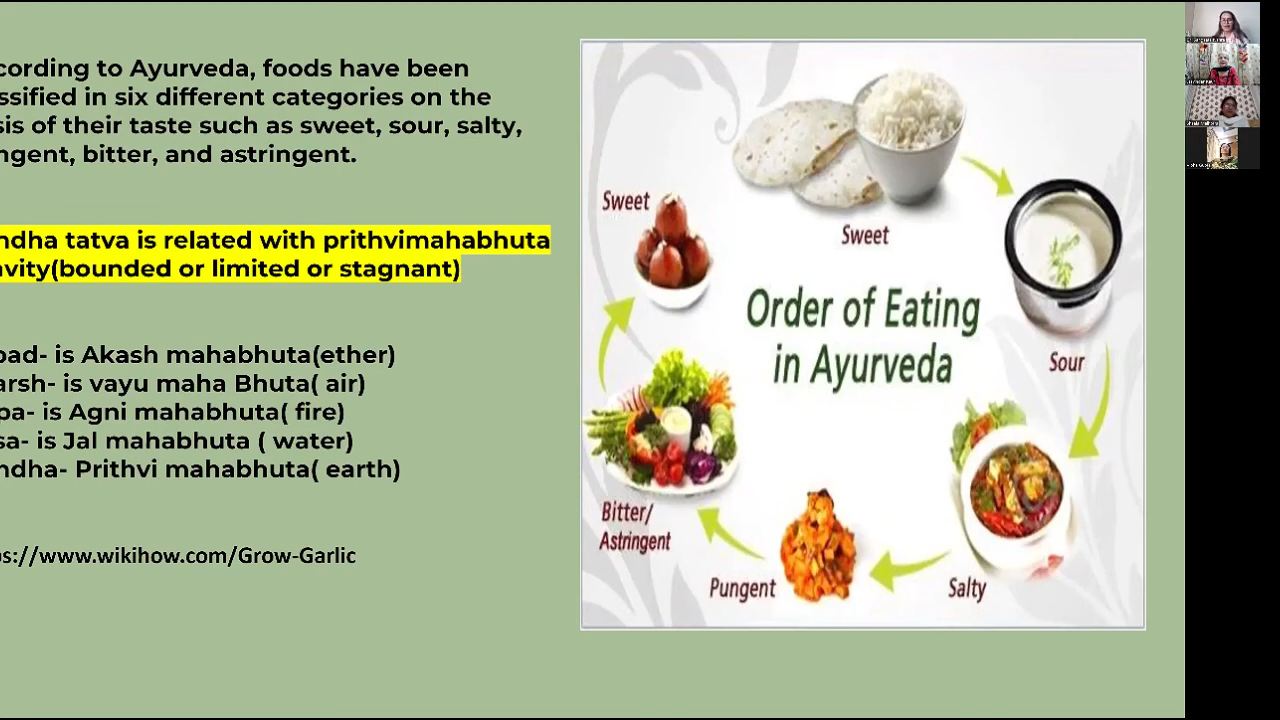 cording to Ayurveda, foods have been
ssified in six different categories on the
sis of their taste such as sweet, sour, salty,
ngent, bitter, and astringent.
ndha tatva is related with prithvimahabhuta
avity(bounded or limited or stagnant)
bad- is Akash mahabhuta(ether)
arsh- is vayu maha Bhuta( air)
pa- is Agni mahabhuta( fire)
sa- is Jal mahabhuta ( water)
ndha- Prithvi mahabhuta( earth)
ps://www.wikihow.com/Grow-Garlic
Sweet
Sweet
Order of Eating
in Ayurveda
Sour
Bitter/
Astringent
Pungent
Salty